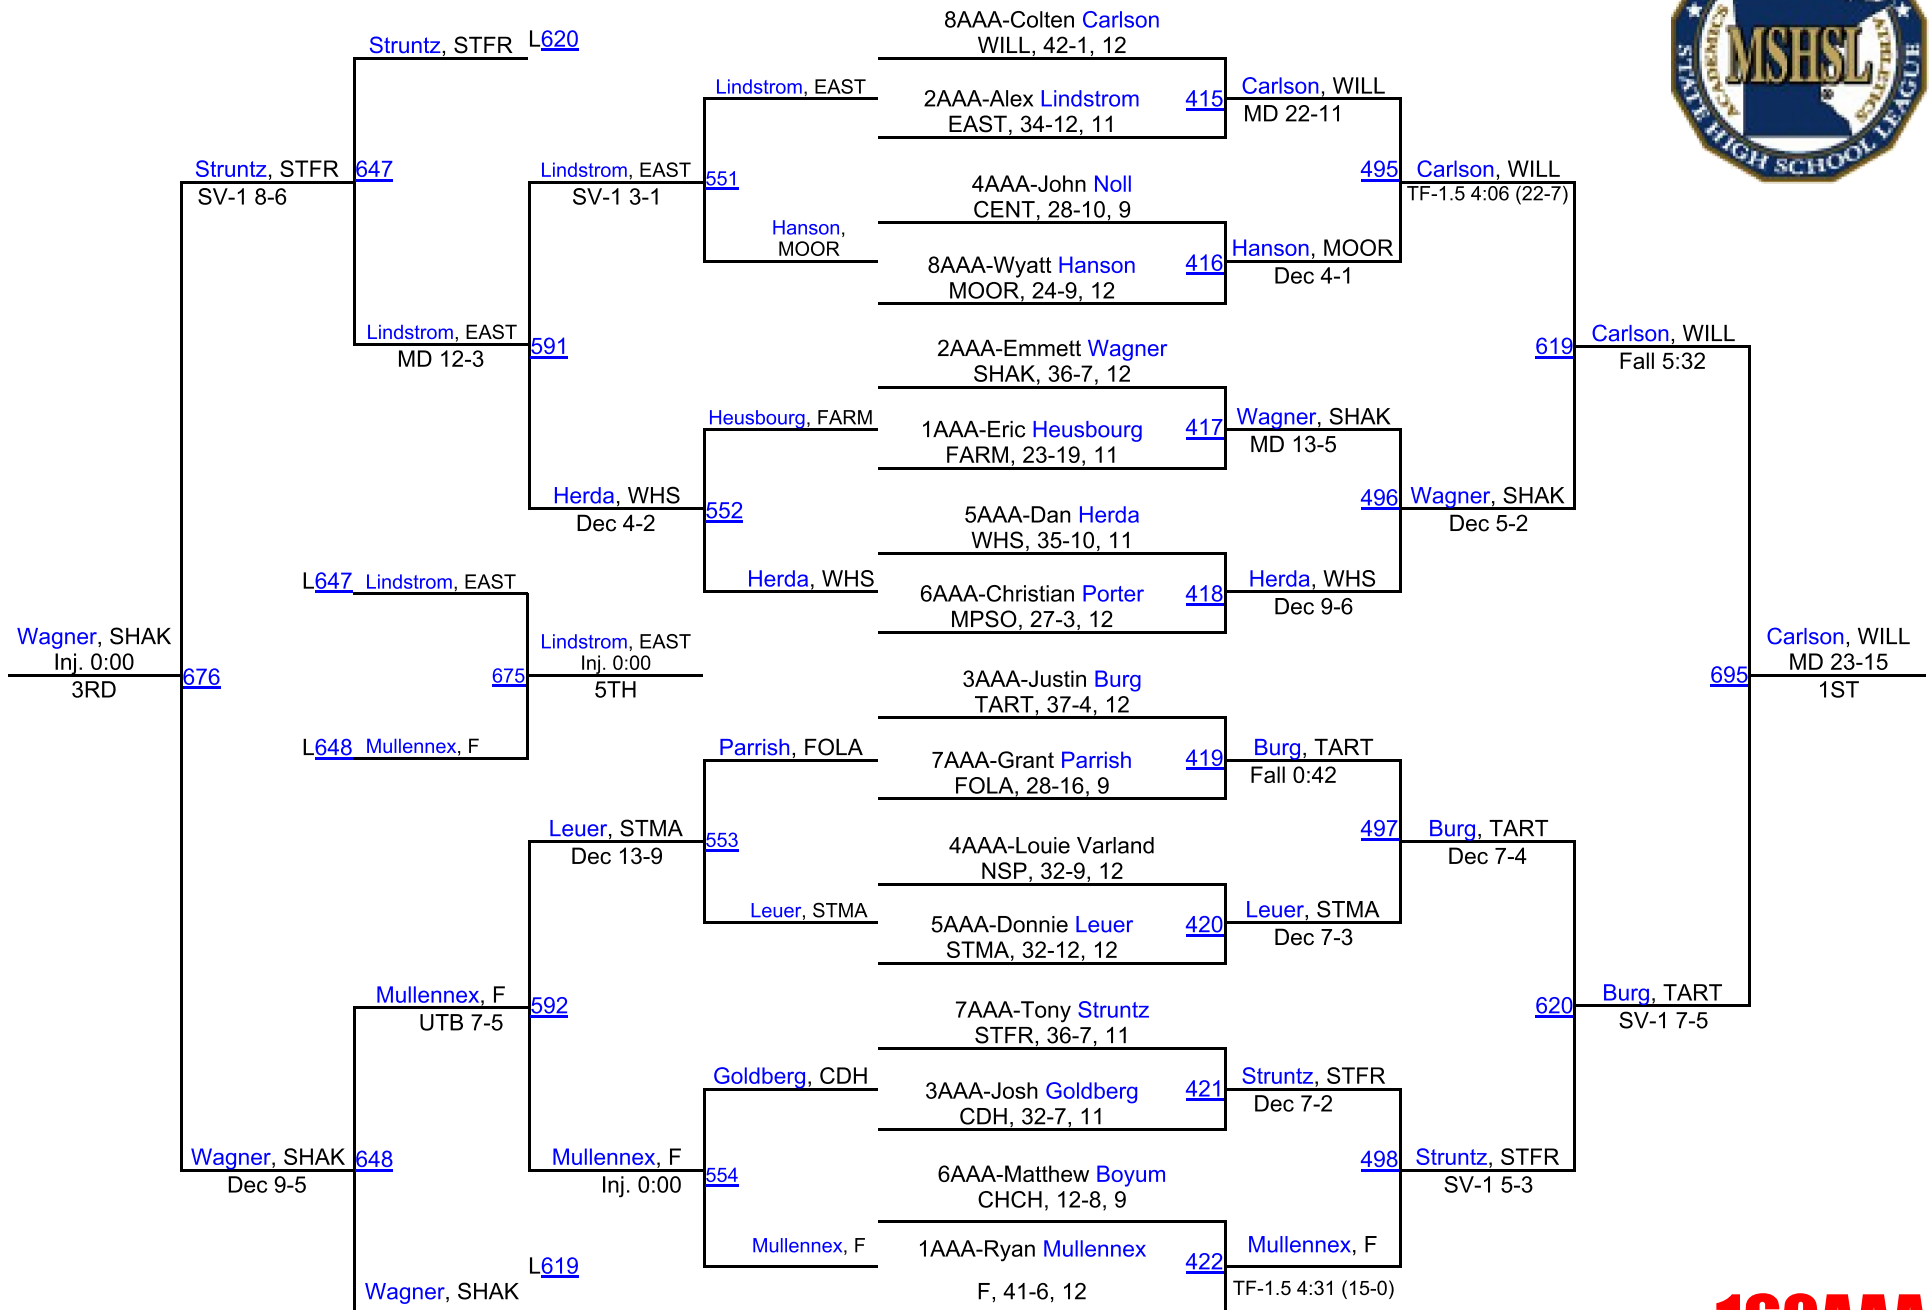 Struntz, STFR
L620
Struntz, STFR
647
SV-1 8-6
Lindstrom, EAST
MD 12-3
591
Lindstrom, EAST
SV-1 3-1
551
Lindstrom, EAST
Hanson,
MOOR
Heusbourg, FARM
Herda, WHS
Dec 4-2
552
Herda, WHS
L647 Lindstrom, EAST
Wagner, SHAK
Inj. 0:00
3RD
676
675
Lindstrom, EAST
Inj. 0:00
5TH
L648 Mullennex, F
Parrish, FOLA
Leuer, STMA
Dec 13-9
553
Leuer, STMA
Mullennex, F
UTB 7-5
592
Goldberg, CDH
Mullennex, F
Inj. 0:00
554
Mullennex, F
Wagner, SHAK
Dec 9-5
648
L619
Wagner, SHAK
8AAA-Colten Carlson
WILL, 42-1, 12
2AAA-Alex Lindstrom
EAST, 34-12, 11
415
4AAA-John Noll
CENT, 28-10, 9
8AAA-Wyatt Hanson
MOOR, 24-9, 12
416
2AAA-Emmett Wagner
SHAK, 36-7, 12
1AAA-Eric Heusbourg
FARM, 23-19, 11
417
5AAA-Dan Herda
WHS, 35-10, 11
6AAA-Christian Porter
MPSO, 27-3, 12
418
3AAA-Justin Burg
TART, 37-4, 12
7AAA-Grant Parrish
FOLA, 28-16, 9
419
4AAA-Louie Varland
NSP, 32-9, 12
5AAA-Donnie Leuer
STMA, 32-12, 12
420
7AAA-Tony Struntz
STFR, 36-7, 11
3AAA-Josh Goldberg
CDH, 32-7, 11
421
6AAA-Matthew Boyum
CHCH, 12-8, 9
1AAA-Ryan Mullennex
F, 41-6, 12
422
Carlson, WILL
MD 22-11
495
Hanson, MOOR
Dec 4-1
Wagner, SHAK
MD 13-5
496
Herda, WHS
Dec 9-6
Burg, TART
Fall 0:42
497
Leuer, STMA
Dec 7-3
Struntz, STFR
Dec 7-2
498
Mullennex, F
TF-1.5 4:31 (15-0)
Carlson, WILL
TF-1.5 4:06 (22-7)
619
Wagner, SHAK
Dec 5-2
Burg, TART
Dec 7-4
620
Struntz, STFR
SV-1 5-3
Carlson, WILL
Fall 5:32
695
Burg, TART
SV-1 7-5
Carlson, WILL
MD 23-15
1ST
ACADEMICS
MSHSL
®
ATHLETICS
STATE HIGH SCHOOL LEAGUE